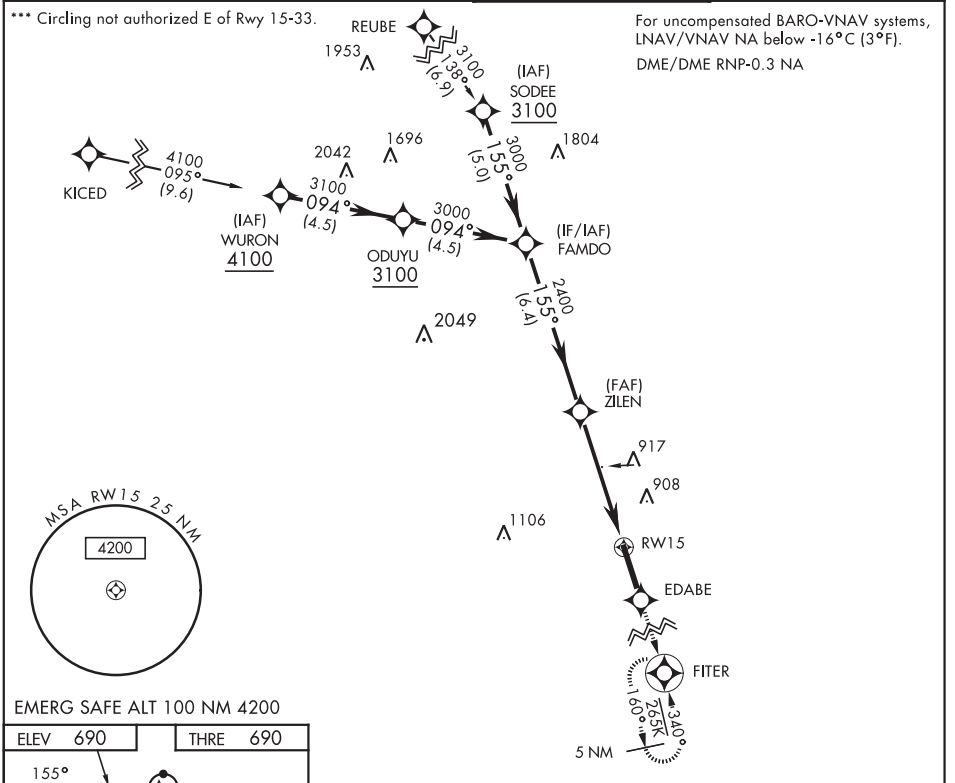 *** Circling not authorized E of Rwy 15-33.
For uncompensated BARO-VNAV systems,
LNAV/VNAV NA below -16°C (3°F).
DME/DME RNP-0.3 NA
REUBE
1953
3100
138°
(6.9)
(IAF)
SODEE
3100
1804
3000
155°
(5.0)
KICED
4100
095°
(9.6)
2042
1696
(IAF)
WURON
4100
3100
094°
(4.5)
ODUYU
3100
3000
094°
(4.5)
(IF/IAF)
FAMDO
2400
155°
(6.4)
2049
(FAF)
ZILEN
917
908
1106
RW15
EDABE
FITER
160°
265K
340°
5 NM
MSA RW15 25 NM
4200
EMERG SAFE ALT 100 NM 4200
ELEV 690
THRE 690
155°